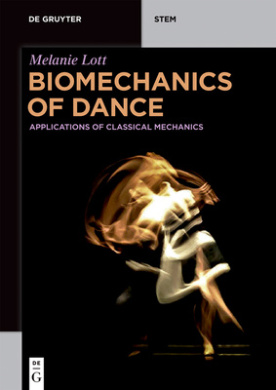 DE GRUYTER
STEM
Melanie Lott
BIOMECHANICS
OF DANCE
APPLICATIONS OF CLASSICAL MECHANICS
DE
G